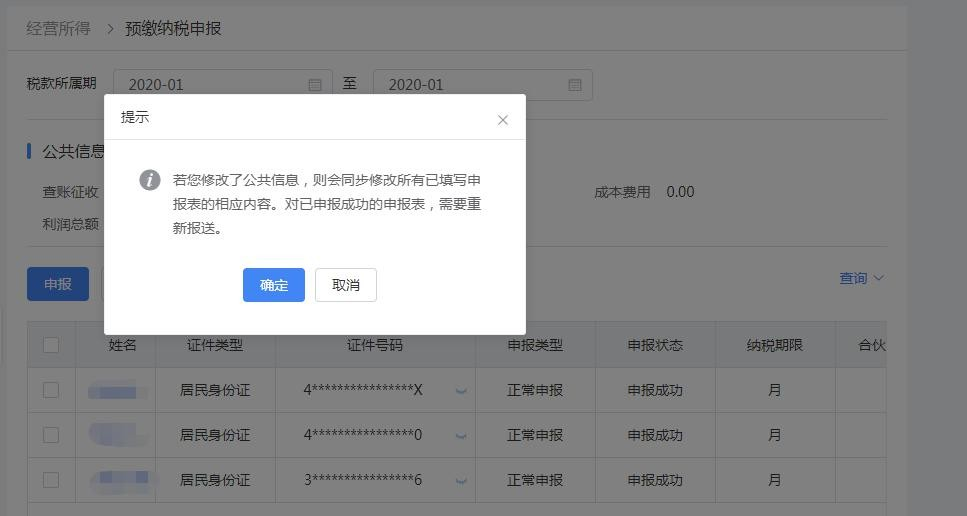 经营所得 > 预缴纳税申报
税款所属期 2020-01 至 2020-01
提示
公共信息
若您修改了公共信息，则会同步修改所有已填写申
报表的相应内容。对已申报成功的申报表，需要重
新报送。
查账征收 成本费用 0.00
利润总额
确定 取消
申报 查询
姓名 证件类型 证件号码 申报类型 申报状态 纳税期限 合伙
居民身份证 4****************X 正常申报 申报成功 月
居民身份证 4****************0 正常申报 申报成功 月
居民身份证 3****************6 正常申报 申报成功 月